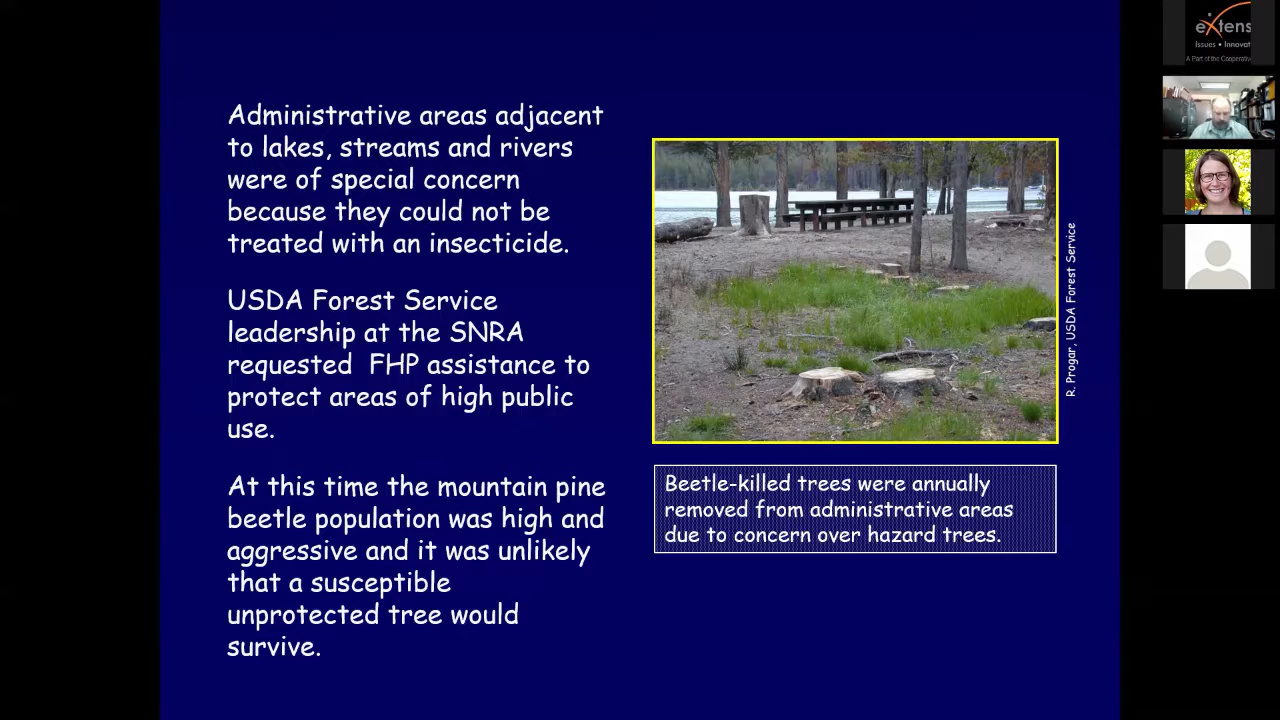 Administrative areas adjacent
to lakes, streams and rivers
were of special concern
because they could not be
treated with an insecticide.
USDA Forest Service
leadership at the SNRA
requested FHP assistance to
protect areas of high public
use.
At this time the mountain pine
beetle population was high and
aggressive and it was unlikely
that a susceptible
unprotected tree would
survive.
R. Progar, USDA Forest Service
Beetle-killed trees were annually
removed from administrative areas
due to concern over hazard trees.
eXtens
Issues • Innovat
A Part of the Cooperativ